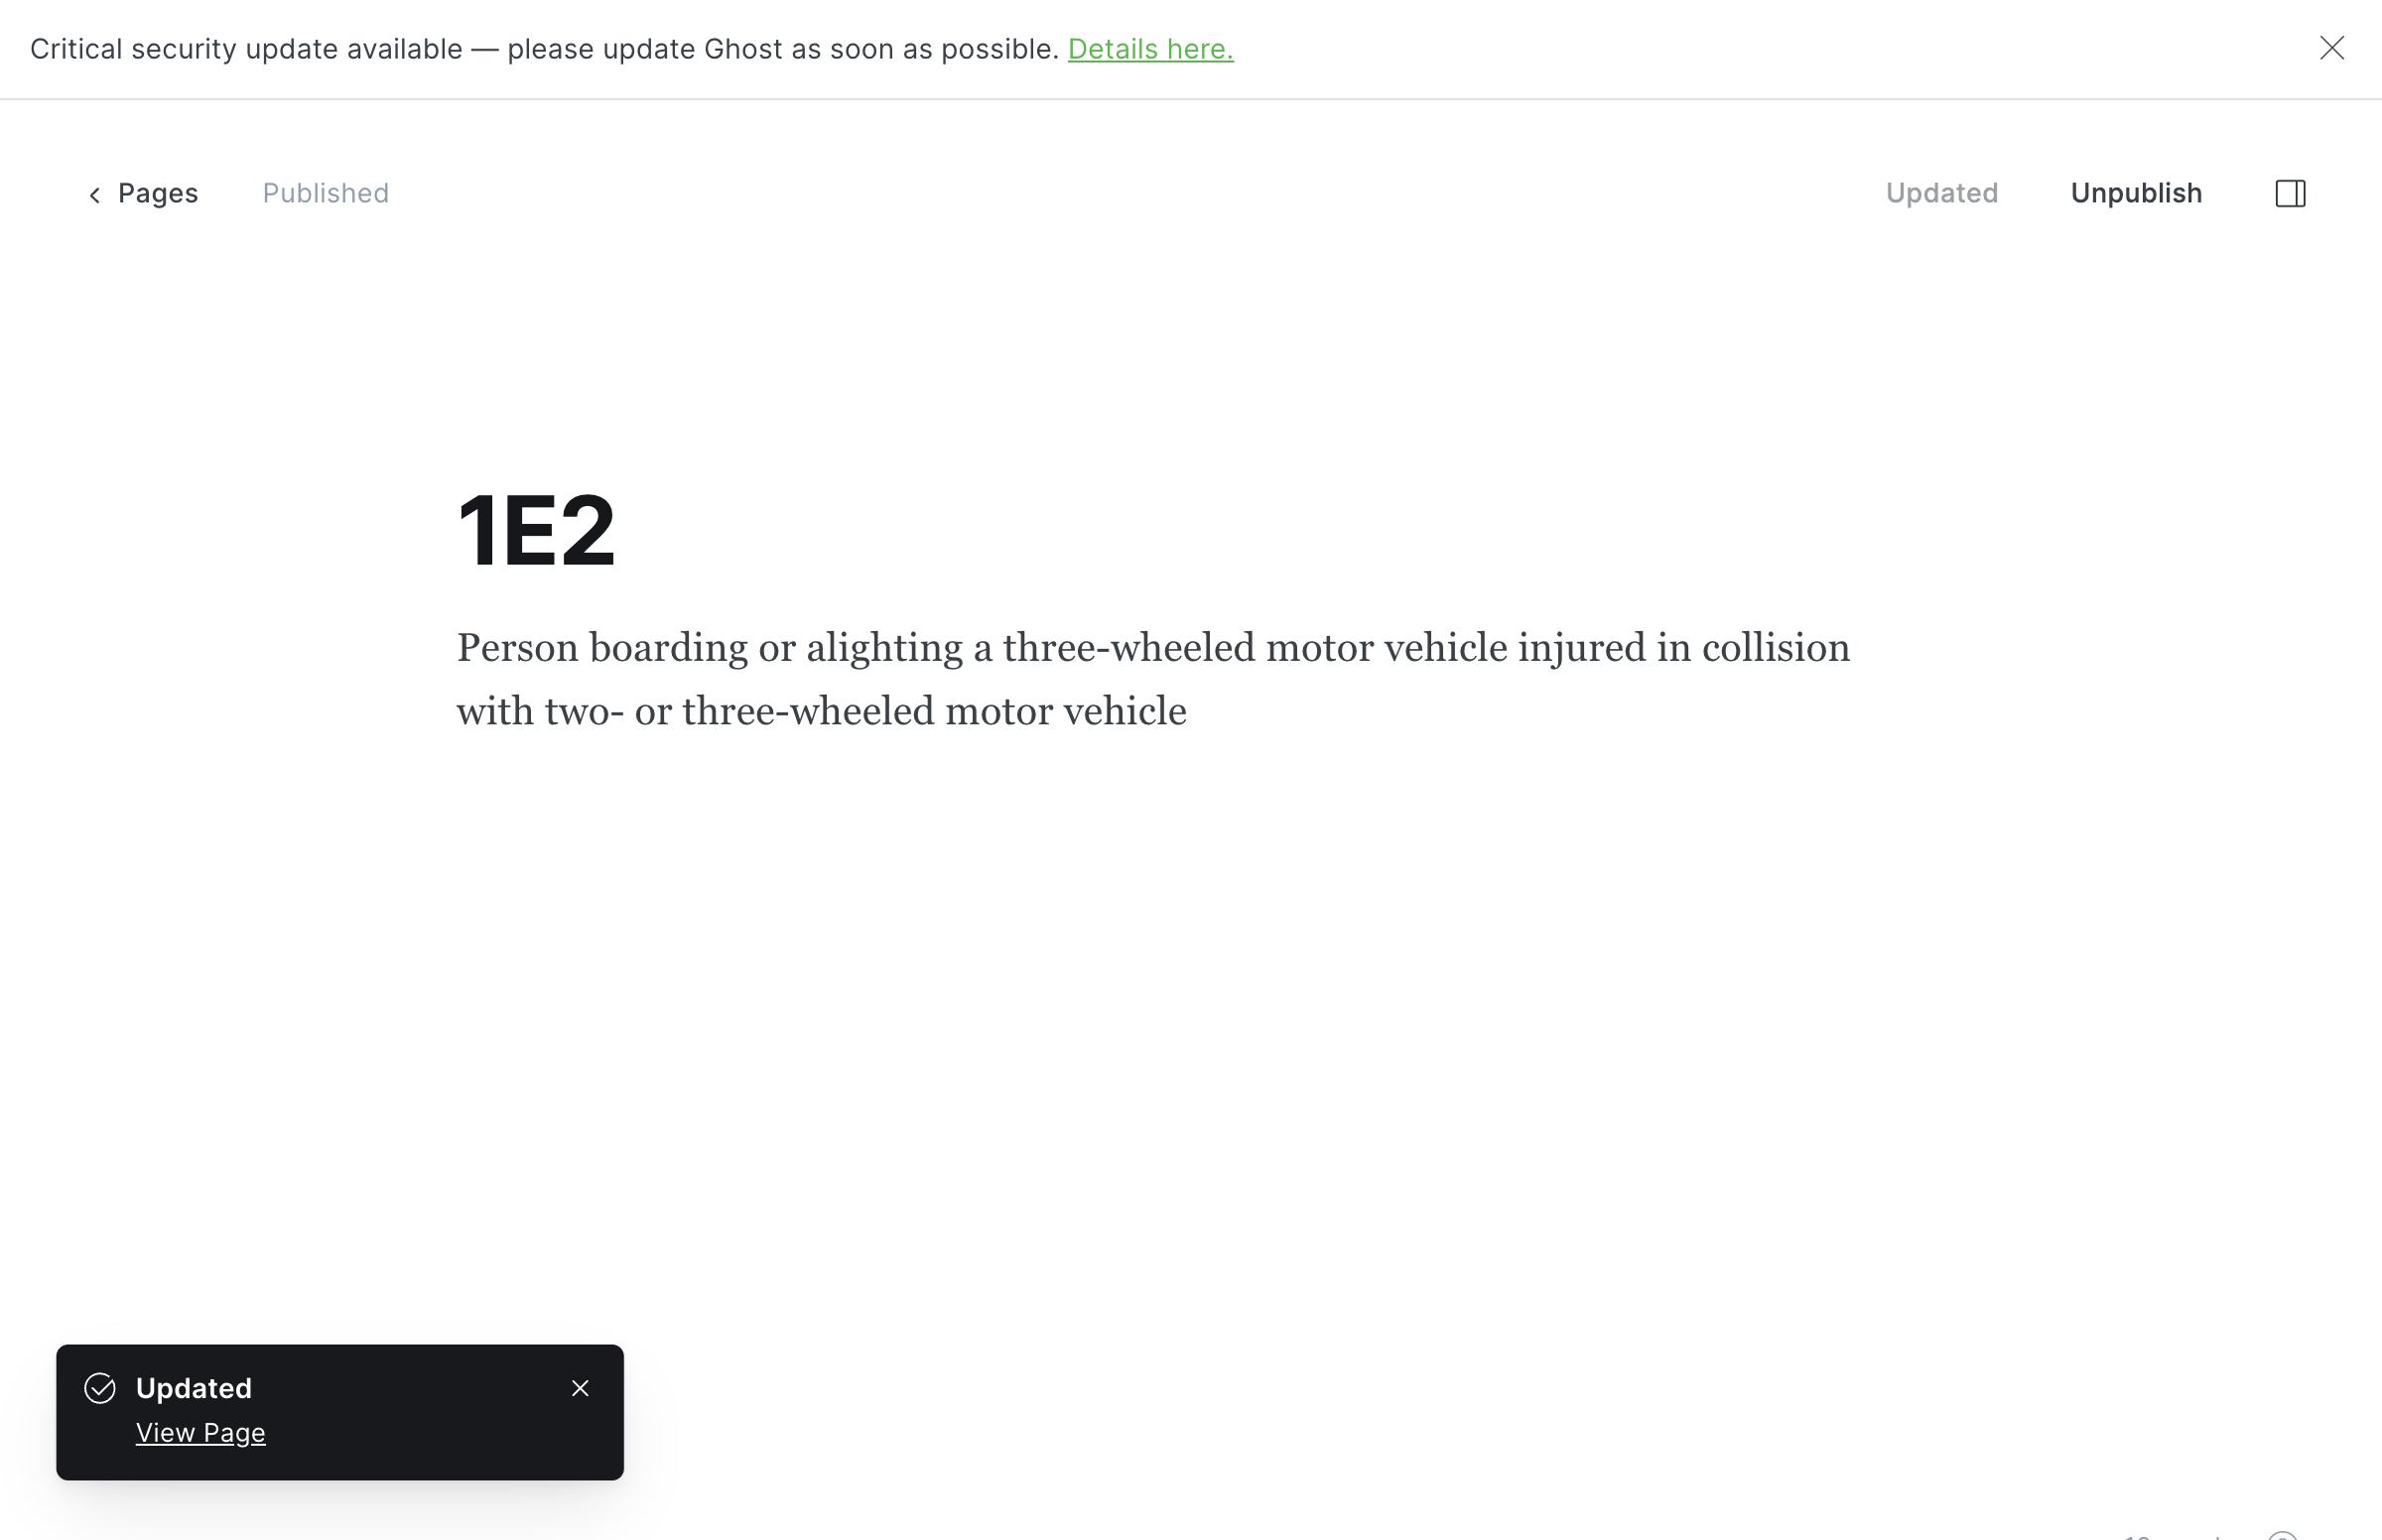 Critical security update available — please update Ghost as soon as possible. Details here.
Pages Published Updated Unpublish
1E2
Person boarding or alighting a three-wheeled motor vehicle injured in collision
with two- or three-wheeled motor vehicle
Updated
View Page